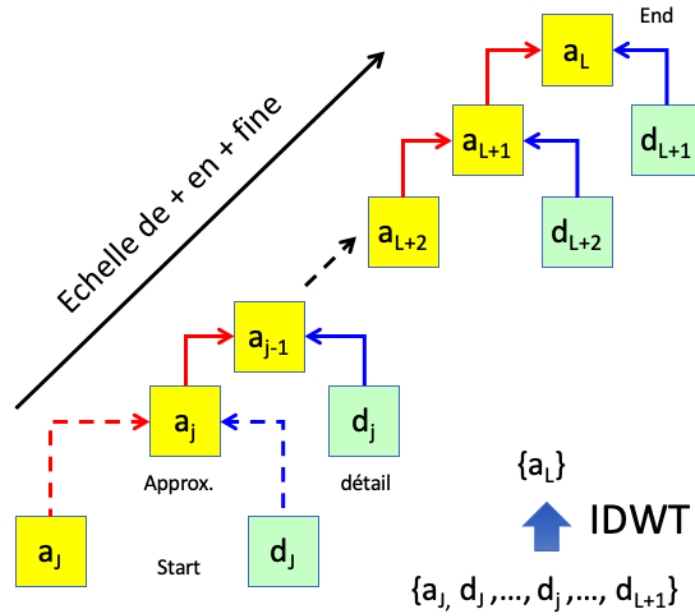 End
a_L
a_{L+1} d_{L+1}
Echelle de + en + fine
a_{L+2} d_{L+2}
a_{j-1}
a_j d_j
Approx. détail
{a_L}
IDWT
a_J Start d_J
{a_J, d_J ,..., d_j ,..., d_{L+1}}